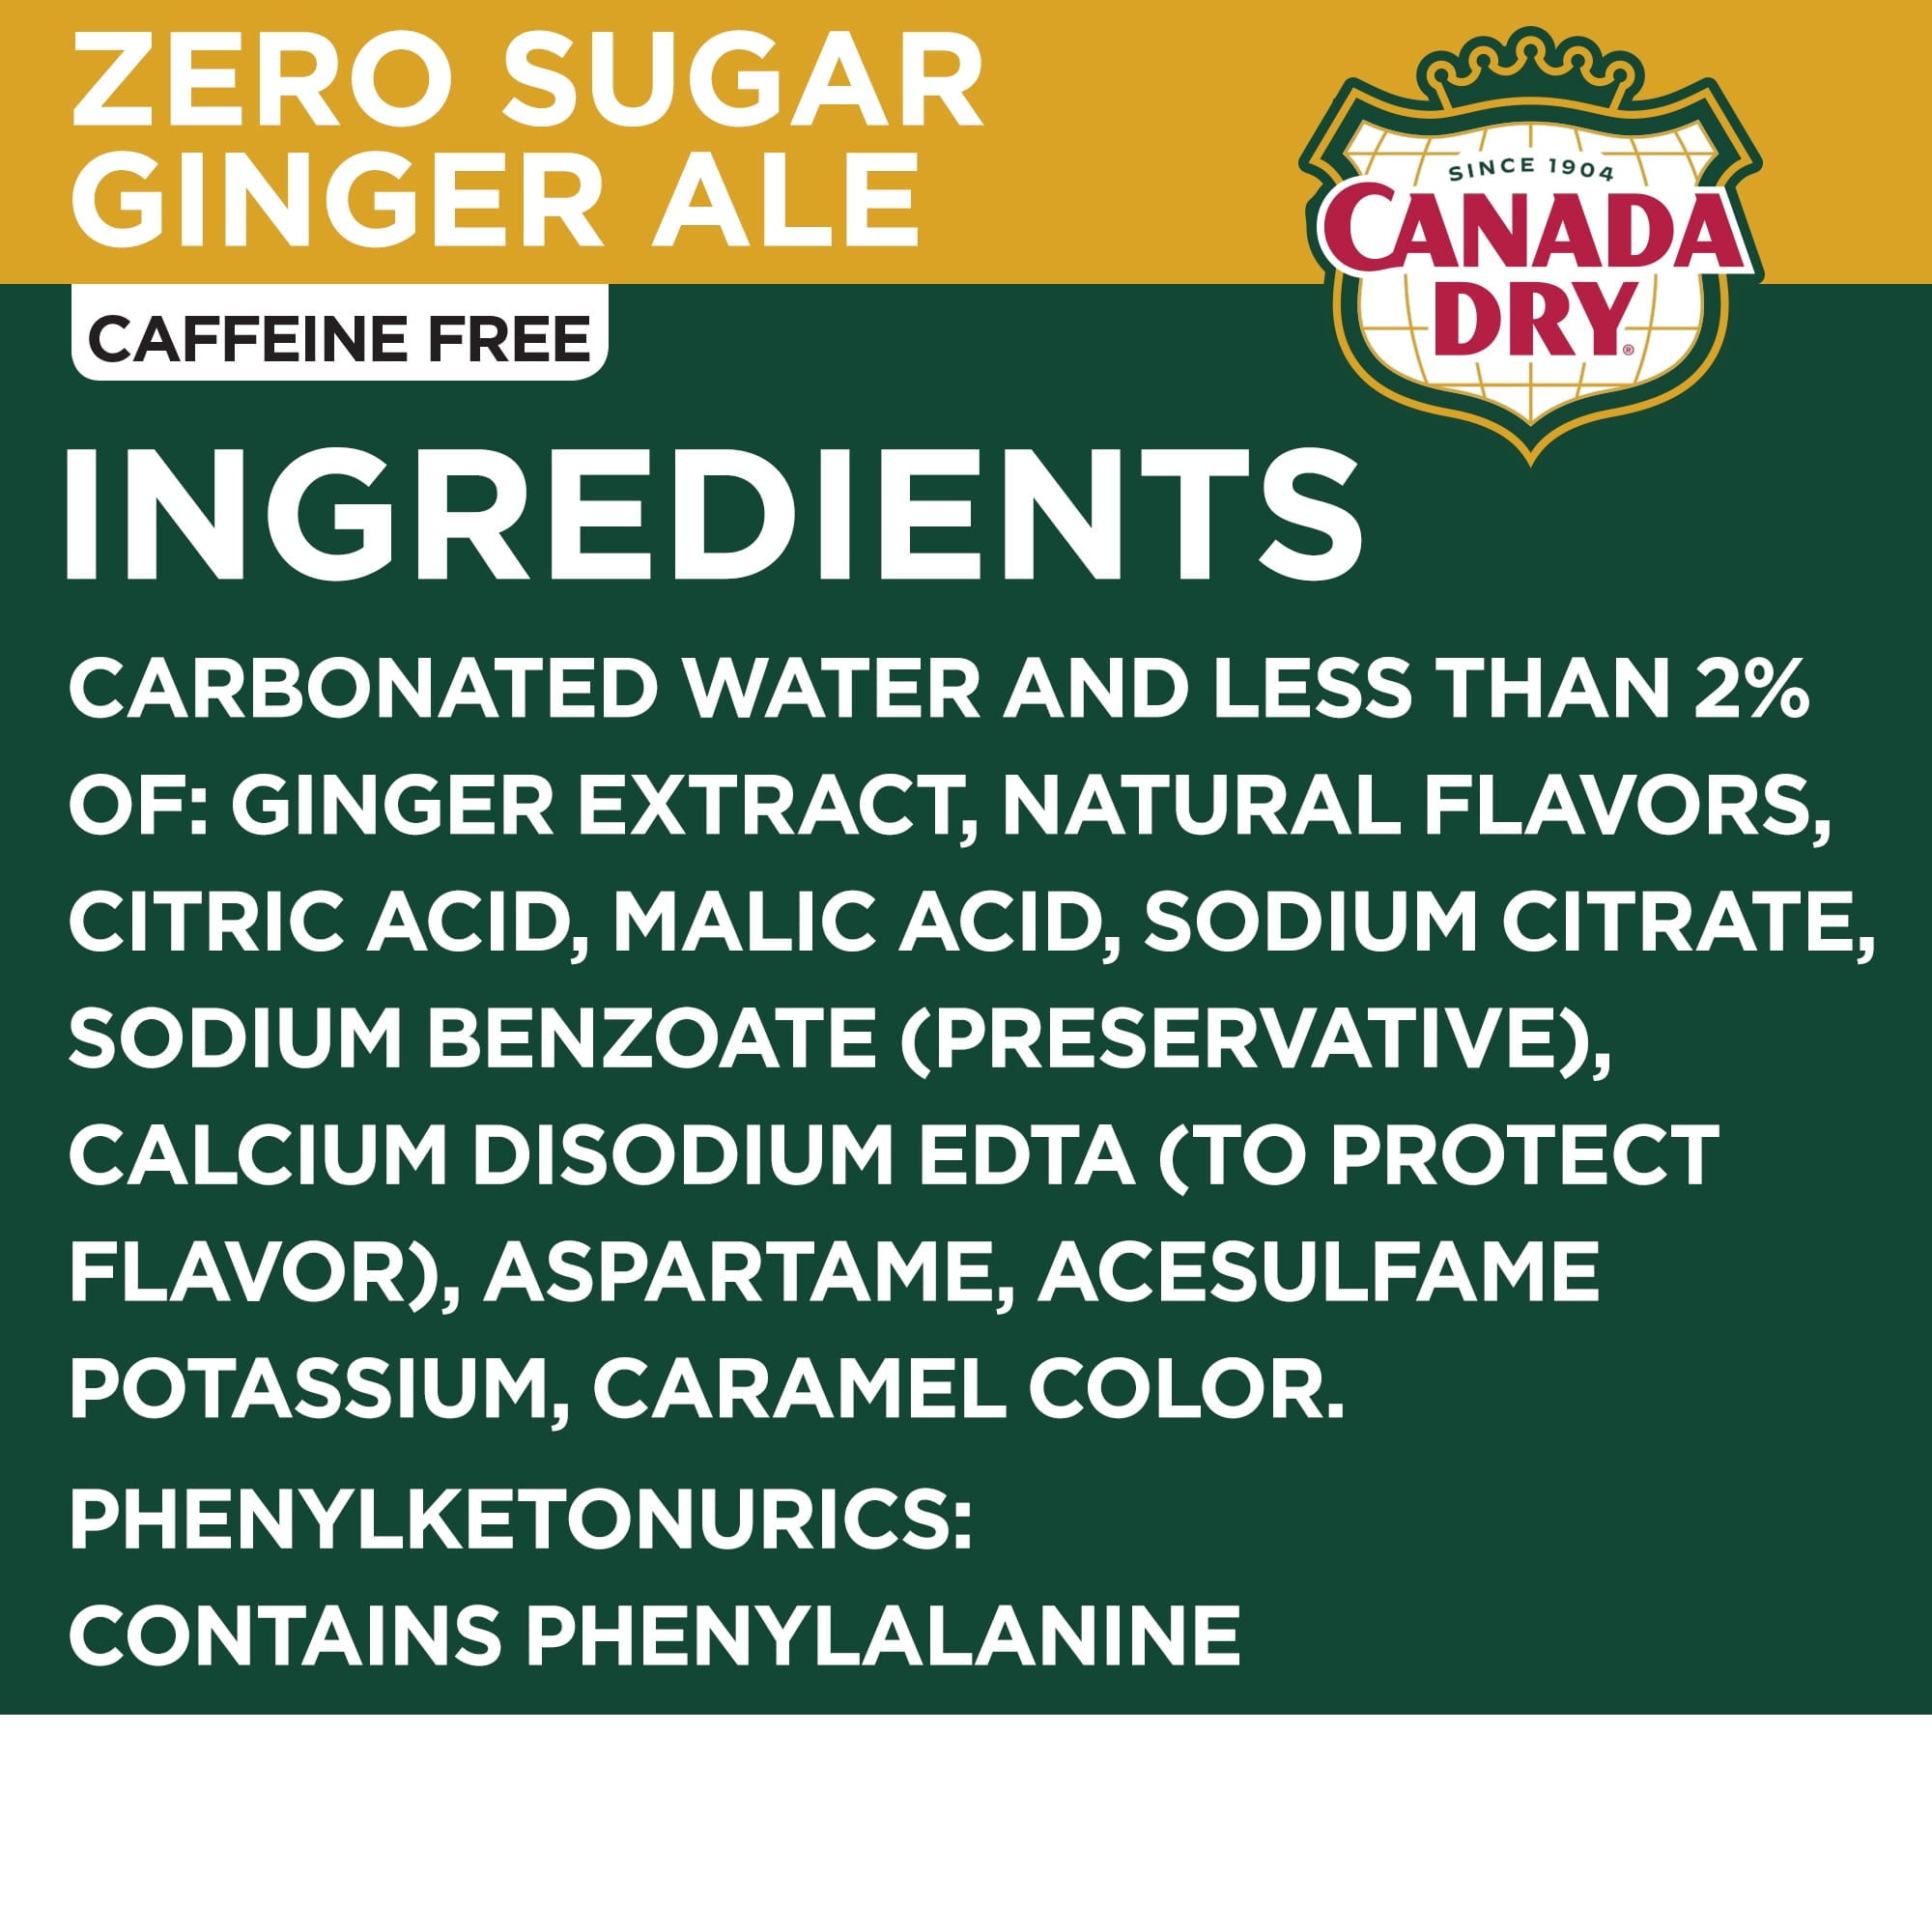 ZERO SUGAR
GINGER ALE
SINCE 1904
CANADA
DRY®
CAFFEINE FREE
INGREDIENTS
CARBONATED WATER AND LESS THAN 2%
OF: GINGER EXTRACT, NATURAL FLAVORS,
CITRIC ACID, MALIC ACID, SODIUM CITRATE,
SODIUM BENZOATE (PRESERVATIVE),
CALCIUM DISODIUM EDTA (TO PROTECT
FLAVOR), ASPARTAME, ACESULFAME
POTASSIUM, CARAMEL COLOR.
PHENYLKETONURICS:
CONTAINS PHENYLALANINE